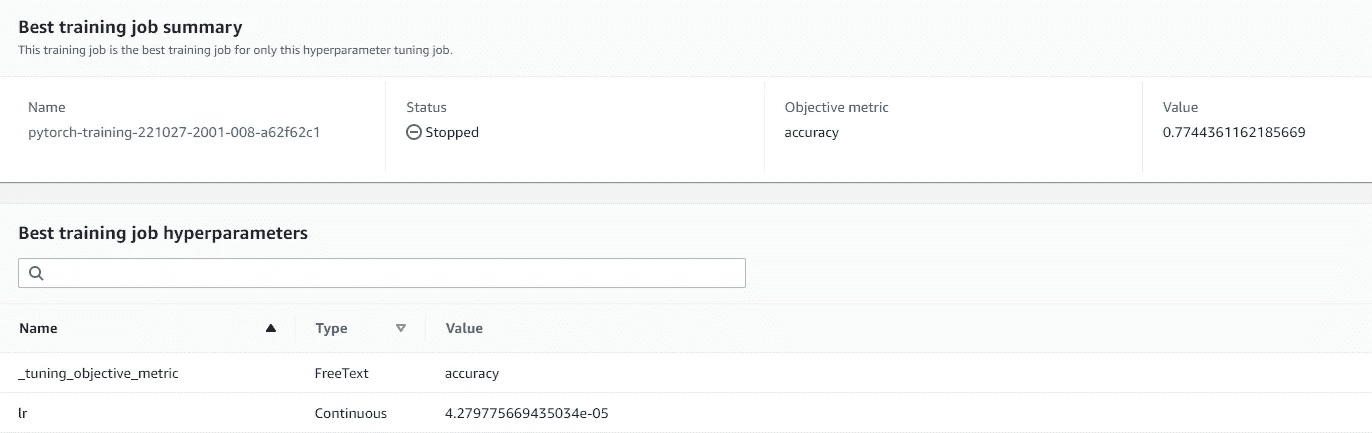 Best training job summary
This training job is the best training job for only this hyperparameter tuning job.
Name Status Objective metric Value
pytorch-training-221027-2001-008-a62f62c1 Stopped accuracy 0.7744361162185669
Best training job hyperparameters
Name Type Value
_tuning_objective_metric FreeText accuracy
lr Continuous 4.279775669435034e-05